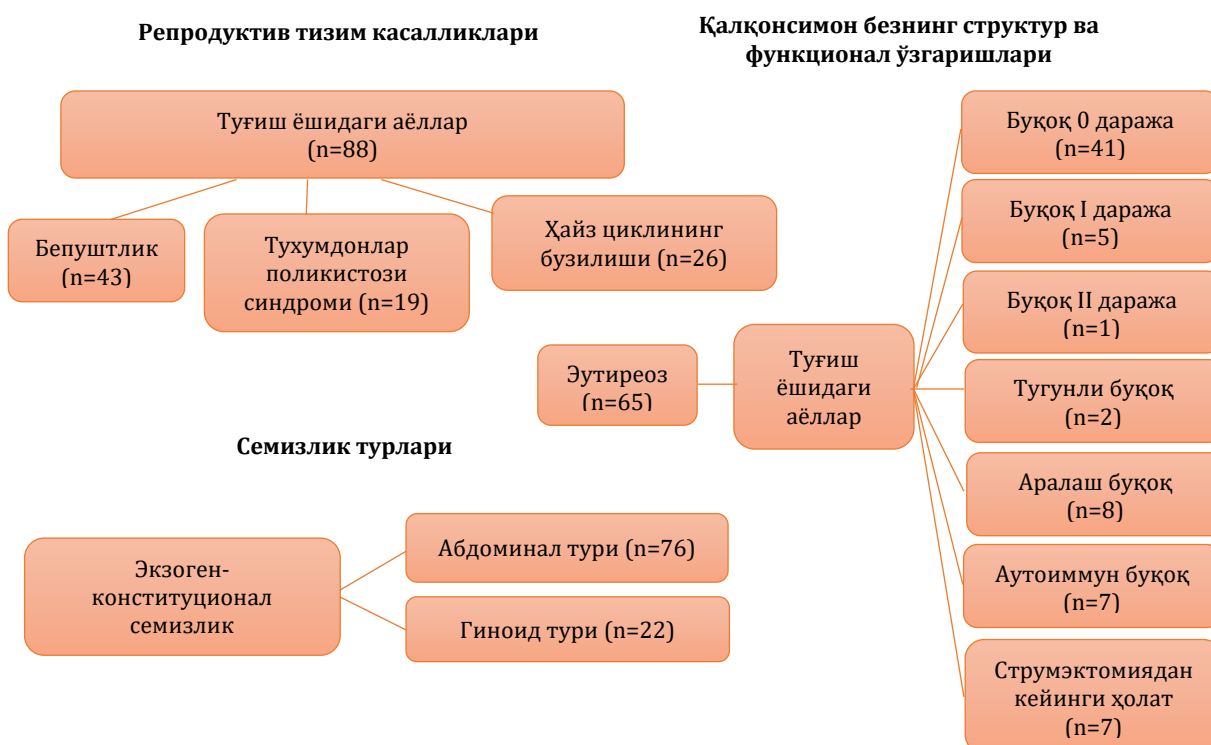 Репродуктив тизим касалликлари
Туғиш ёшидаги аёллар
(n=88)
Бепуштлик
(n=43)
Тухумдонлар
поликистози
синдроми (n=19)
Ҳайз циклининг
бузилиши (n=26)
Қалқонсимон безнинг структур ва
функционал ўзгаришлари
Эутиреоз
(n=65)
Туғиш
ёшидаги
аёллар
Буқоқ 0 даража
(n=41)
Буқоқ I даража
(n=5)
Буқоқ II даража
(n=1)
Тугунли буқоқ
(n=2)
Аралаш буқоқ
(n=8)
Аутоиммун буқоқ
(n=7)
Струмэктомиядан
кейинги ҳолат
(n=7)
Семизлик турлари
Экзоген-
конституционал
семизлик
Абдоминал тури (n=76)
Гиноид тури (n=22)